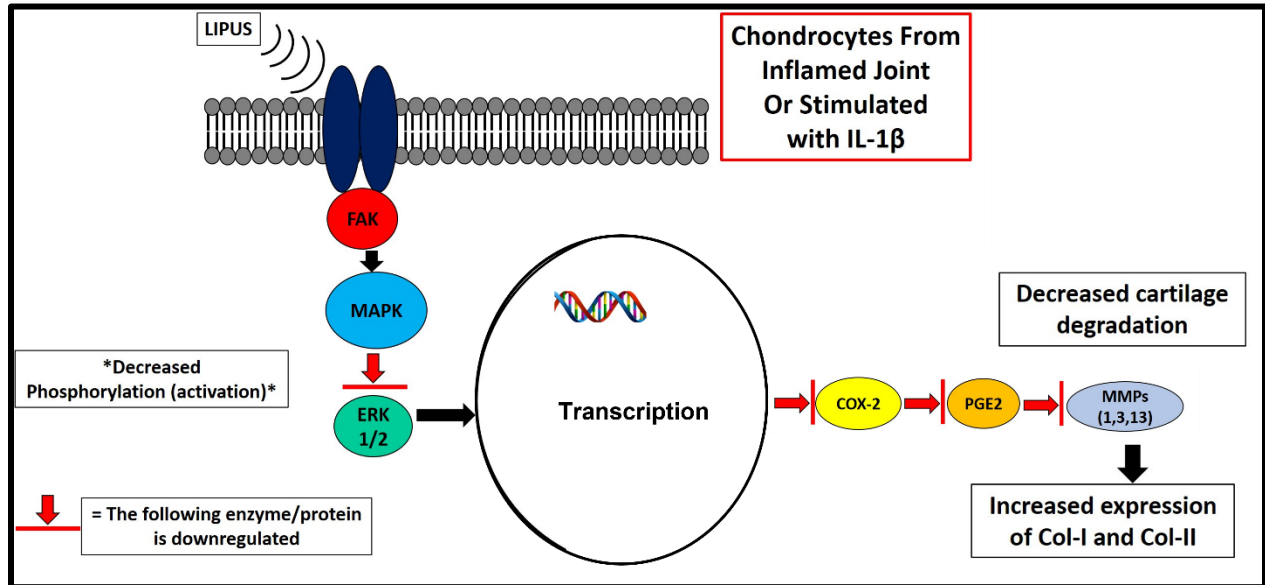 LIPUS
Chondrocytes From
Inflamed Joint
Or Stimulated
with IL-1β
FAK
MAPK
*Decreased
Phosphorylation (activation)*
ERK
1/2
Transcription
COX-2
PGE2
MMPs
(1,3,13)
Decreased cartilage
degradation
Increased expression
of Col-I and Col-II
= The following enzyme/protein
is downregulated